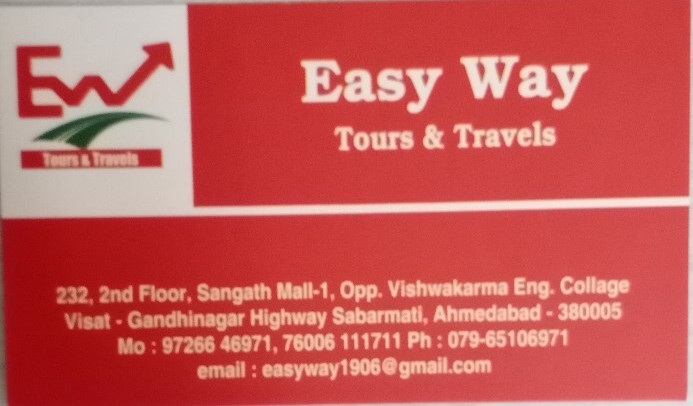 EW
Tours & Travels
Easy Way
Tours & Travels
232, 2nd Floor, Sangath Mall-1, Opp. Vishwakarma Eng. Collage
Visat - Gandhinagar Highway Sabarmati, Ahmedabad - 380005
Mo : 97266 46971, 76006 111711 Ph : 079-65106971
email : easyway1906@gmail.com